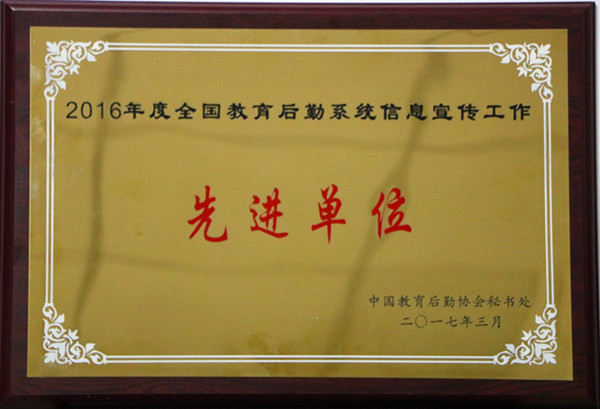 2016年度全国教育后勤系统信息宣传工作
先进单位
中国教育后勤协会秘书处
二〇一七年三月